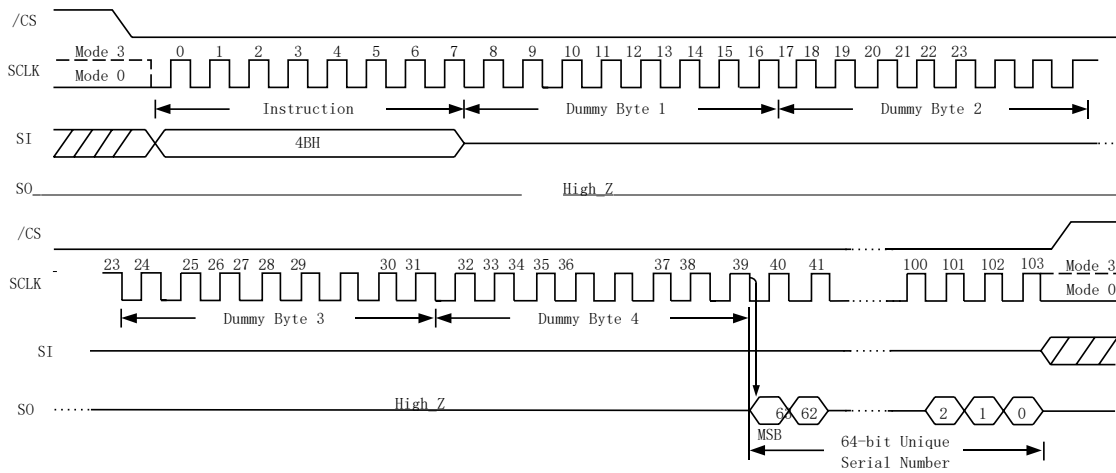 /CS
Mode 3 0 1 2 3 4 5 6 7 8 9 10 11 12 13 14 15 16 17 18 19 20 21 22 23
SCLK
Mode 0
Instruction Dummy Byte 1 Dummy Byte 2
SI
4BH
SO High_Z
/CS
23 24 25 26 27 28 29 30 31 32 33 34 35 36 37 38 39 40 41 100 101 102 103 Mode 3
SCLK
Mode 0
Dummy Byte 3 Dummy Byte 4
SI
High_Z
SO 63 62 2 1 0
MSB
64-bit Unique
Serial Number